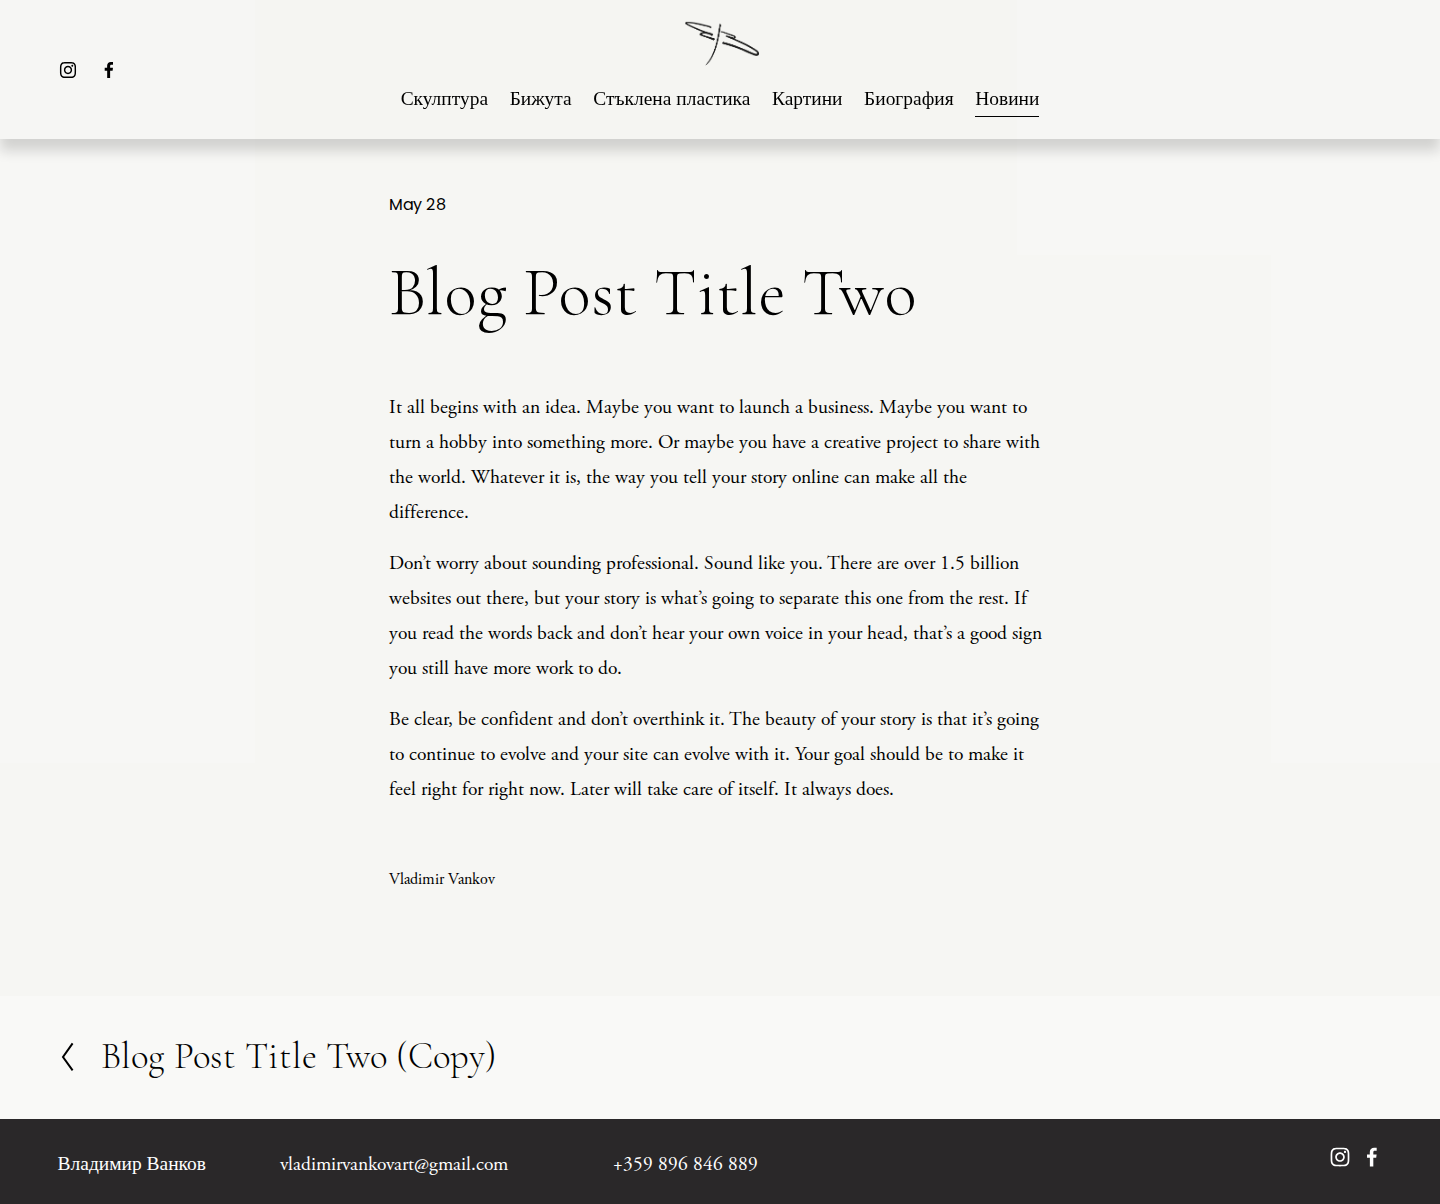 Скулптура Бижута Стъклена пластика Картини Биография Новини
May 28
Blog Post Title Two
It all begins with an idea. Maybe you want to launch a business. Maybe you want to
turn a hobby into something more. Or maybe you have a creative project to share with
the world. Whatever it is, the way you tell your story online can make all the
difference.
Don’t worry about sounding professional. Sound like you. There are over 1.5 billion
websites out there, but your story is what’s going to separate this one from the rest. If
you read the words back and don’t hear your own voice in your head, that’s a good sign
you still have more work to do.
Be clear, be confident and don’t overthink it. The beauty of your story is that it’s going
to continue to evolve and your site can evolve with it. Your goal should be to make it
feel right for right now. Later will take care of itself. It always does.
Vladimir Vankov
Blog Post Title Two (Copy)
Владимир Ванков vladimirvankovart@gmail.com +359 896 846 889